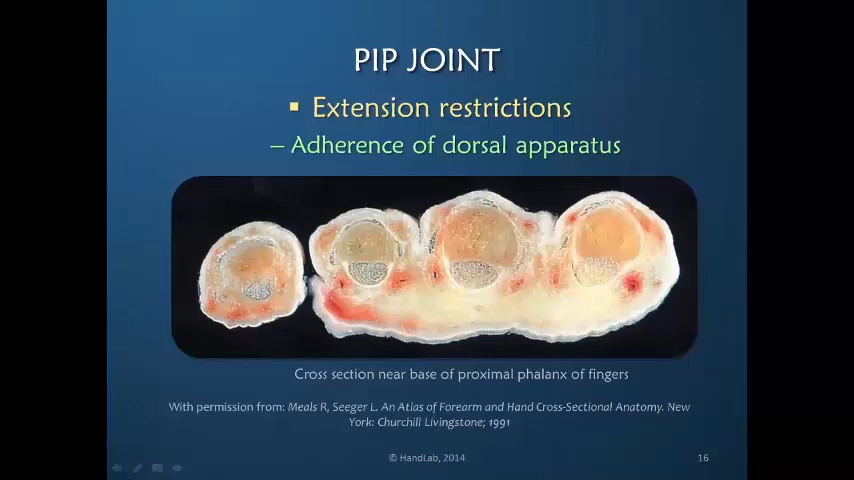 PIP JOINT
▪ Extension restrictions
– Adherence of dorsal apparatus
Cross section near base of proximal phalanx of fingers
With permission from: Meals R, Seeger L. An Atlas of Forearm and Hand Cross-Sectional Anatomy. New
York: Churchill Livingstone; 1991
© HandLab, 2014
16